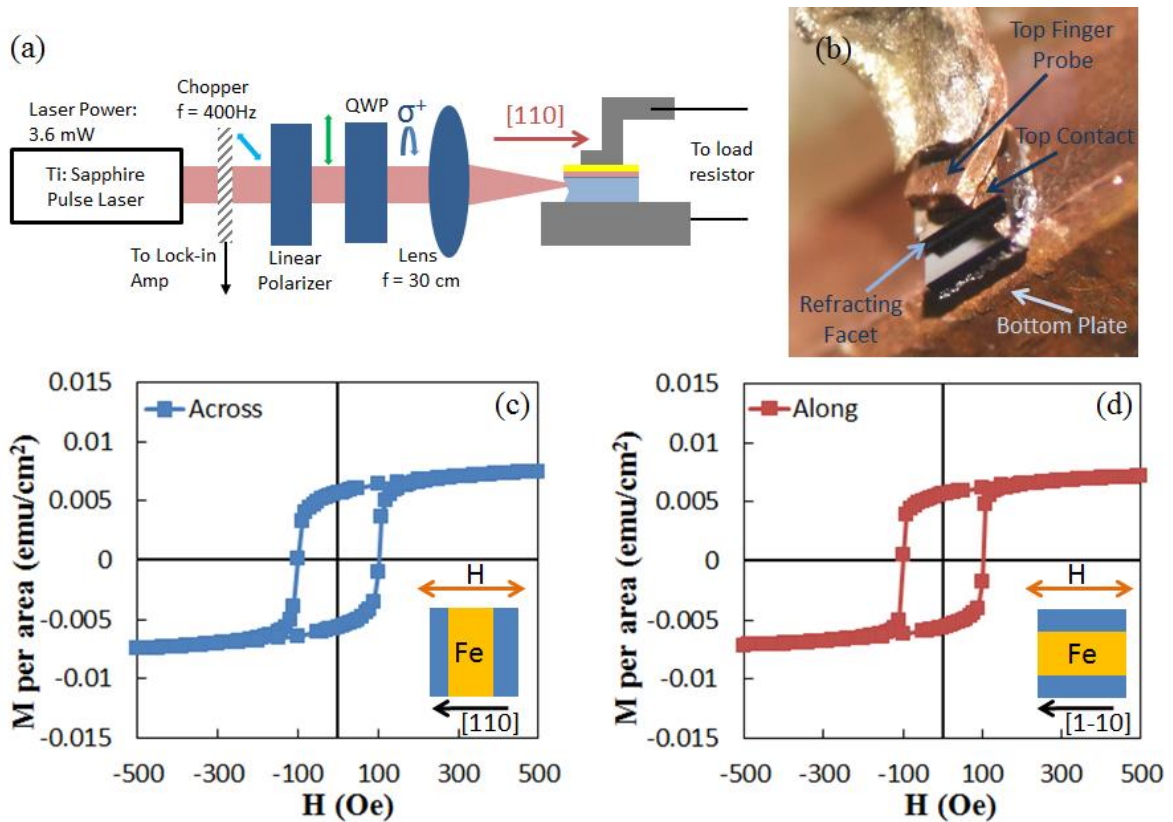 (a)
Laser Power:
3.6 mW
Chopper
f = 400Hz
QWP
σ⁺
[110]
Ti: Sapphire
Pulse Laser
To load
resistor
To Lock-in
Amp
Linear
Polarizer
Lens
f = 30 cm
(b)
Top Finger
Probe
Top Contact
Refracting
Facet
Bottom Plate
(c)
Across
M per area (emu/cm²)
0.015
0.01
0.005
0
-0.005
-0.01
-0.015
H
Fe
[110]
-500 -300 -100 100 300 500
H (Oe)
(d)
Along
M per area (emu/cm²)
0.015
0.01
0.005
0
-0.005
-0.01
-0.015
H
Fe
[1-10]
-500 -300 -100 100 300 500
H (Oe)